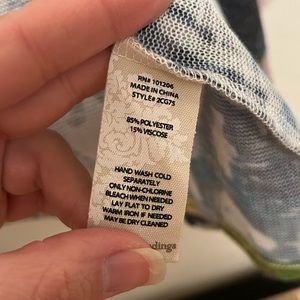 RN# 101206
MADE IN CHINA
STYLE# 2CG75
85% POLYESTER
15% VISCOSE
HAND WASH COLD
SEPARATELY
ONLY NON-CHLORINE
BLEACH WHEN NEEDED
LAY FLAT TO DRY
WARM IRON IF NEEDED
MAY BE DRY CLEANED